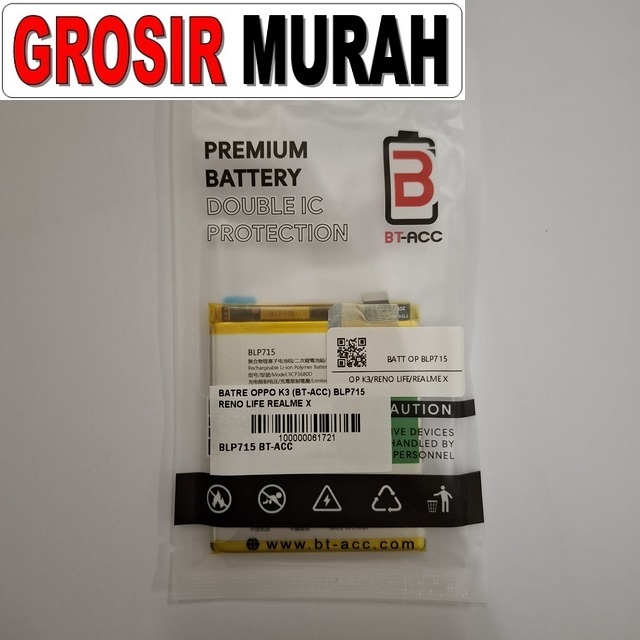 GROSIR MURAH
PREMIUM
BATTERY
DOUBLE IC
PROTECTION
B
BT-ACC
BLP715
BLP715
Rechargeable Li-ion Polymer Batte
BATT OP BLP715
OP K3/RENO LIFE/REALME X
BATRE OPPO K3 (BT-ACC) BLP715
RENO LIFE REALME X
100000061721
BLP715 BT-ACC
AUTION
IVE DEVICES
HANDLED BY
PERSONNEL
www.bt-acc.com